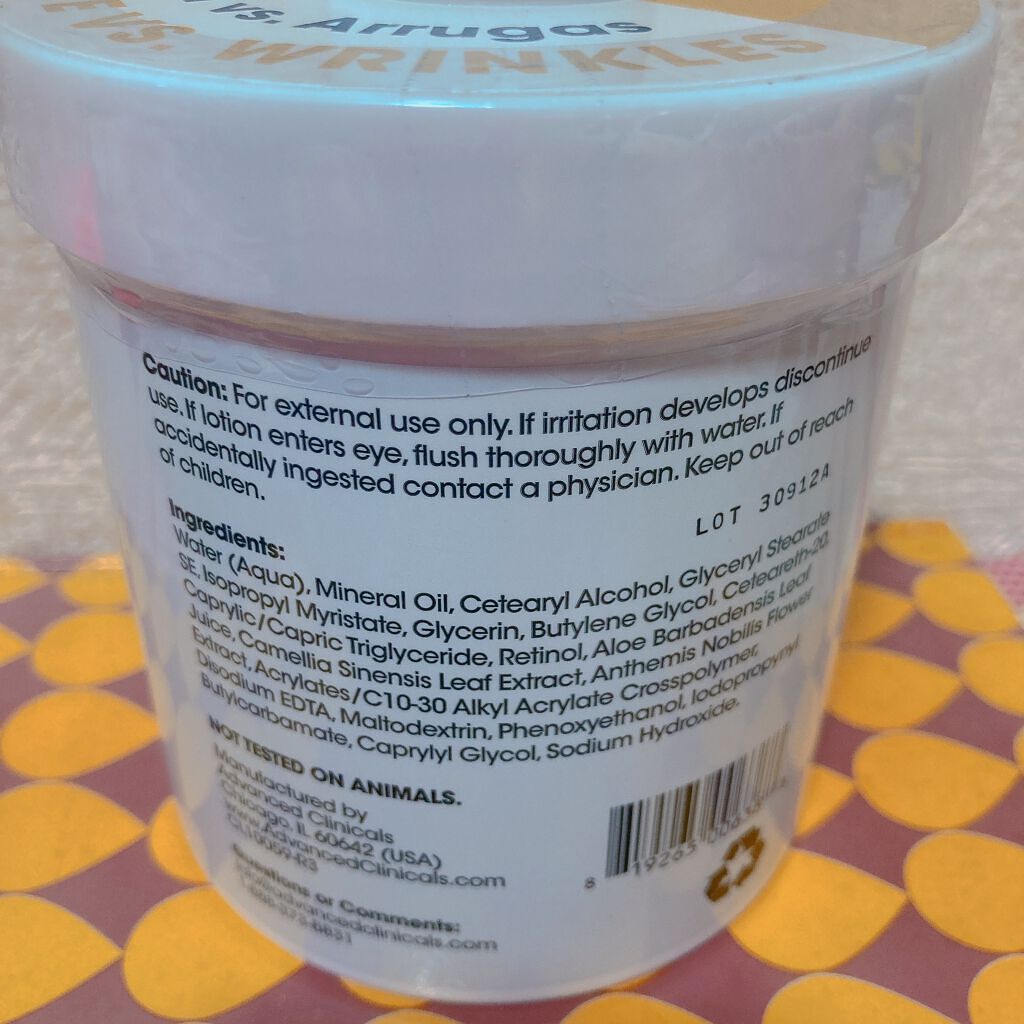 vs. Arrugas
VS. WRINKLES
Caution: For external use only. If irritation develops discontinue
use. If lotion enters eye, flush thoroughly with water. If
accidentally ingested contact a physician. Keep out of reach
of children.
LOT 30912A
Ingredients:
Water (Aqua), Mineral Oil, Cetearyl Alcohol, Glyceryl Stearate
SE, Isopropyl Myristate, Glycerin, Butylene Glycol, Ceteareth-20,
Caprylic/Capric Triglyceride, Retinol, Aloe Barbadensis Leaf
Juice, Camellia Sinensis Leaf Extract, Anthemis Nobilis Flower
Extract, Acrylates/C10-30 Alkyl Acrylate Crosspolymer,
Disodium EDTA, Maltodextrin, Phenoxyethanol, Iodopropynyl
Butylcarbamate, Caprylyl Glycol, Sodium Hydroxide.
NOT TESTED ON ANIMALS.
Manufactured by
Advanced Clinicals
Chicago, IL 60642 (USA)
www.AdvancedClinicals.com
CL10059-R3
Questions or Comments:
info@advancedclinicals.com
8 19265